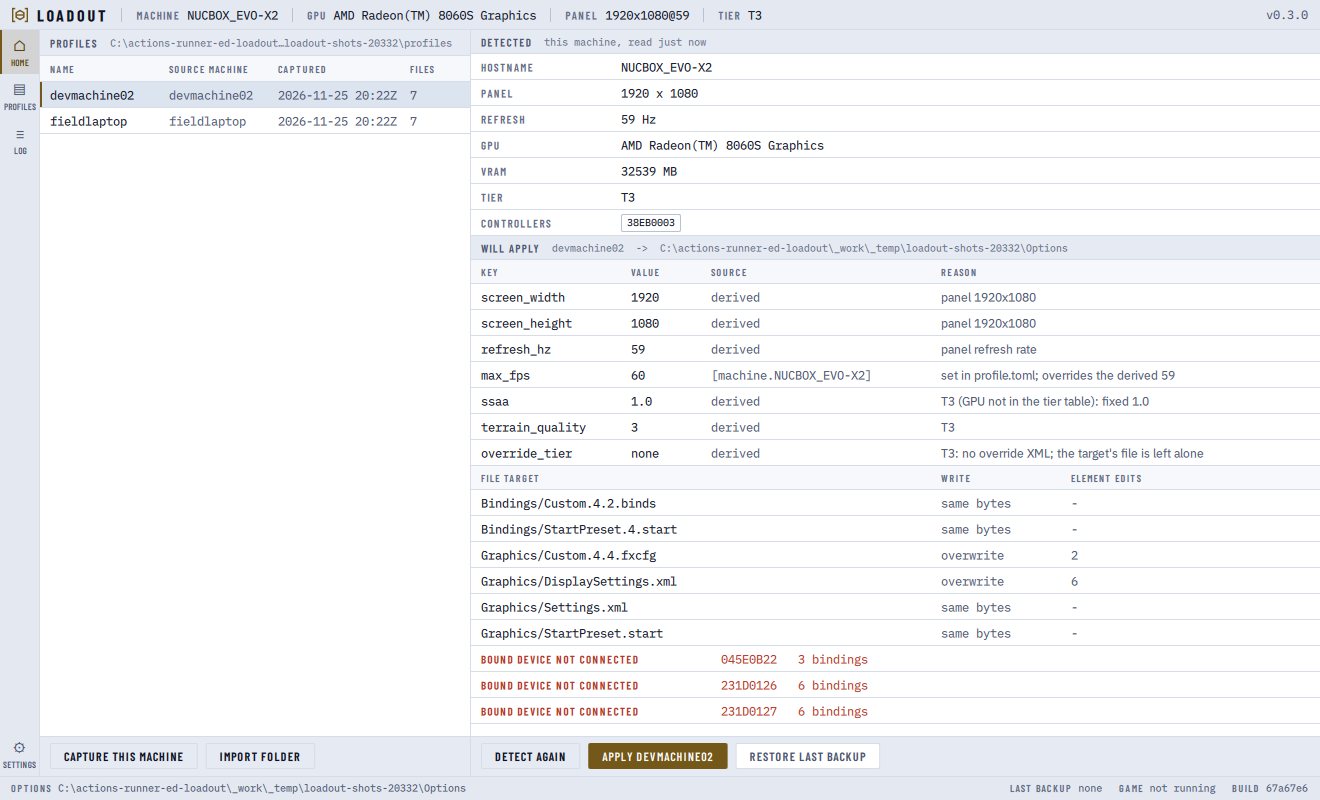 LOADOUT MACHINE NUCBOX_EVO-X2 GPU AMD Radeon(TM) 8060S Graphics PANEL 1920x1080@59 TIER T3 v0.3.0
HOME
PROFILES
LOG
SETTINGS
PROFILES C:\actions-runner-ed-loadout…loadout-shots-20332\profiles
NAME SOURCE MACHINE CAPTURED FILES
devmachine02 devmachine02 2026-11-25 20:22Z 7
fieldlaptop fieldlaptop 2026-11-25 20:22Z 7
CAPTURE THIS MACHINE IMPORT FOLDER
DETECTED this machine, read just now
HOSTNAME NUCBOX_EVO-X2
PANEL 1920 x 1080
REFRESH 59 Hz
GPU AMD Radeon(TM) 8060S Graphics
VRAM 32539 MB
TIER T3
CONTROLLERS 38EB0003
WILL APPLY devmachine02 -> C:\actions-runner-ed-loadout\_work\_temp\loadout-shots-20332\Options
KEY VALUE SOURCE REASON
screen_width 1920 derived panel 1920x1080
screen_height 1080 derived panel 1920x1080
refresh_hz 59 derived panel refresh rate
max_fps 60 [machine.NUCBOX_EVO-X2] set in profile.toml; overrides the derived 59
ssaa 1.0 derived T3 (GPU not in the tier table): fixed 1.0
terrain_quality 3 derived T3
override_tier none derived T3: no override XML; the target's file is left alone
FILE TARGET WRITE ELEMENT EDITS
Bindings/Custom.4.2.binds same bytes -
Bindings/StartPreset.4.start same bytes -
Graphics/Custom.4.4.fxcfg overwrite 2
Graphics/DisplaySettings.xml overwrite 6
Graphics/Settings.xml same bytes -
Graphics/StartPreset.start same bytes -
BOUND DEVICE NOT CONNECTED 045E0B22 3 bindings
BOUND DEVICE NOT CONNECTED 231D0126 6 bindings
BOUND DEVICE NOT CONNECTED 231D0127 6 bindings
DETECT AGAIN APPLY DEVMACHINE02 RESTORE LAST BACKUP
OPTIONS C:\actions-runner-ed-loadout\_work\_temp\loadout-shots-20332\Options LAST BACKUP none GAME not running BUILD 67a67e6